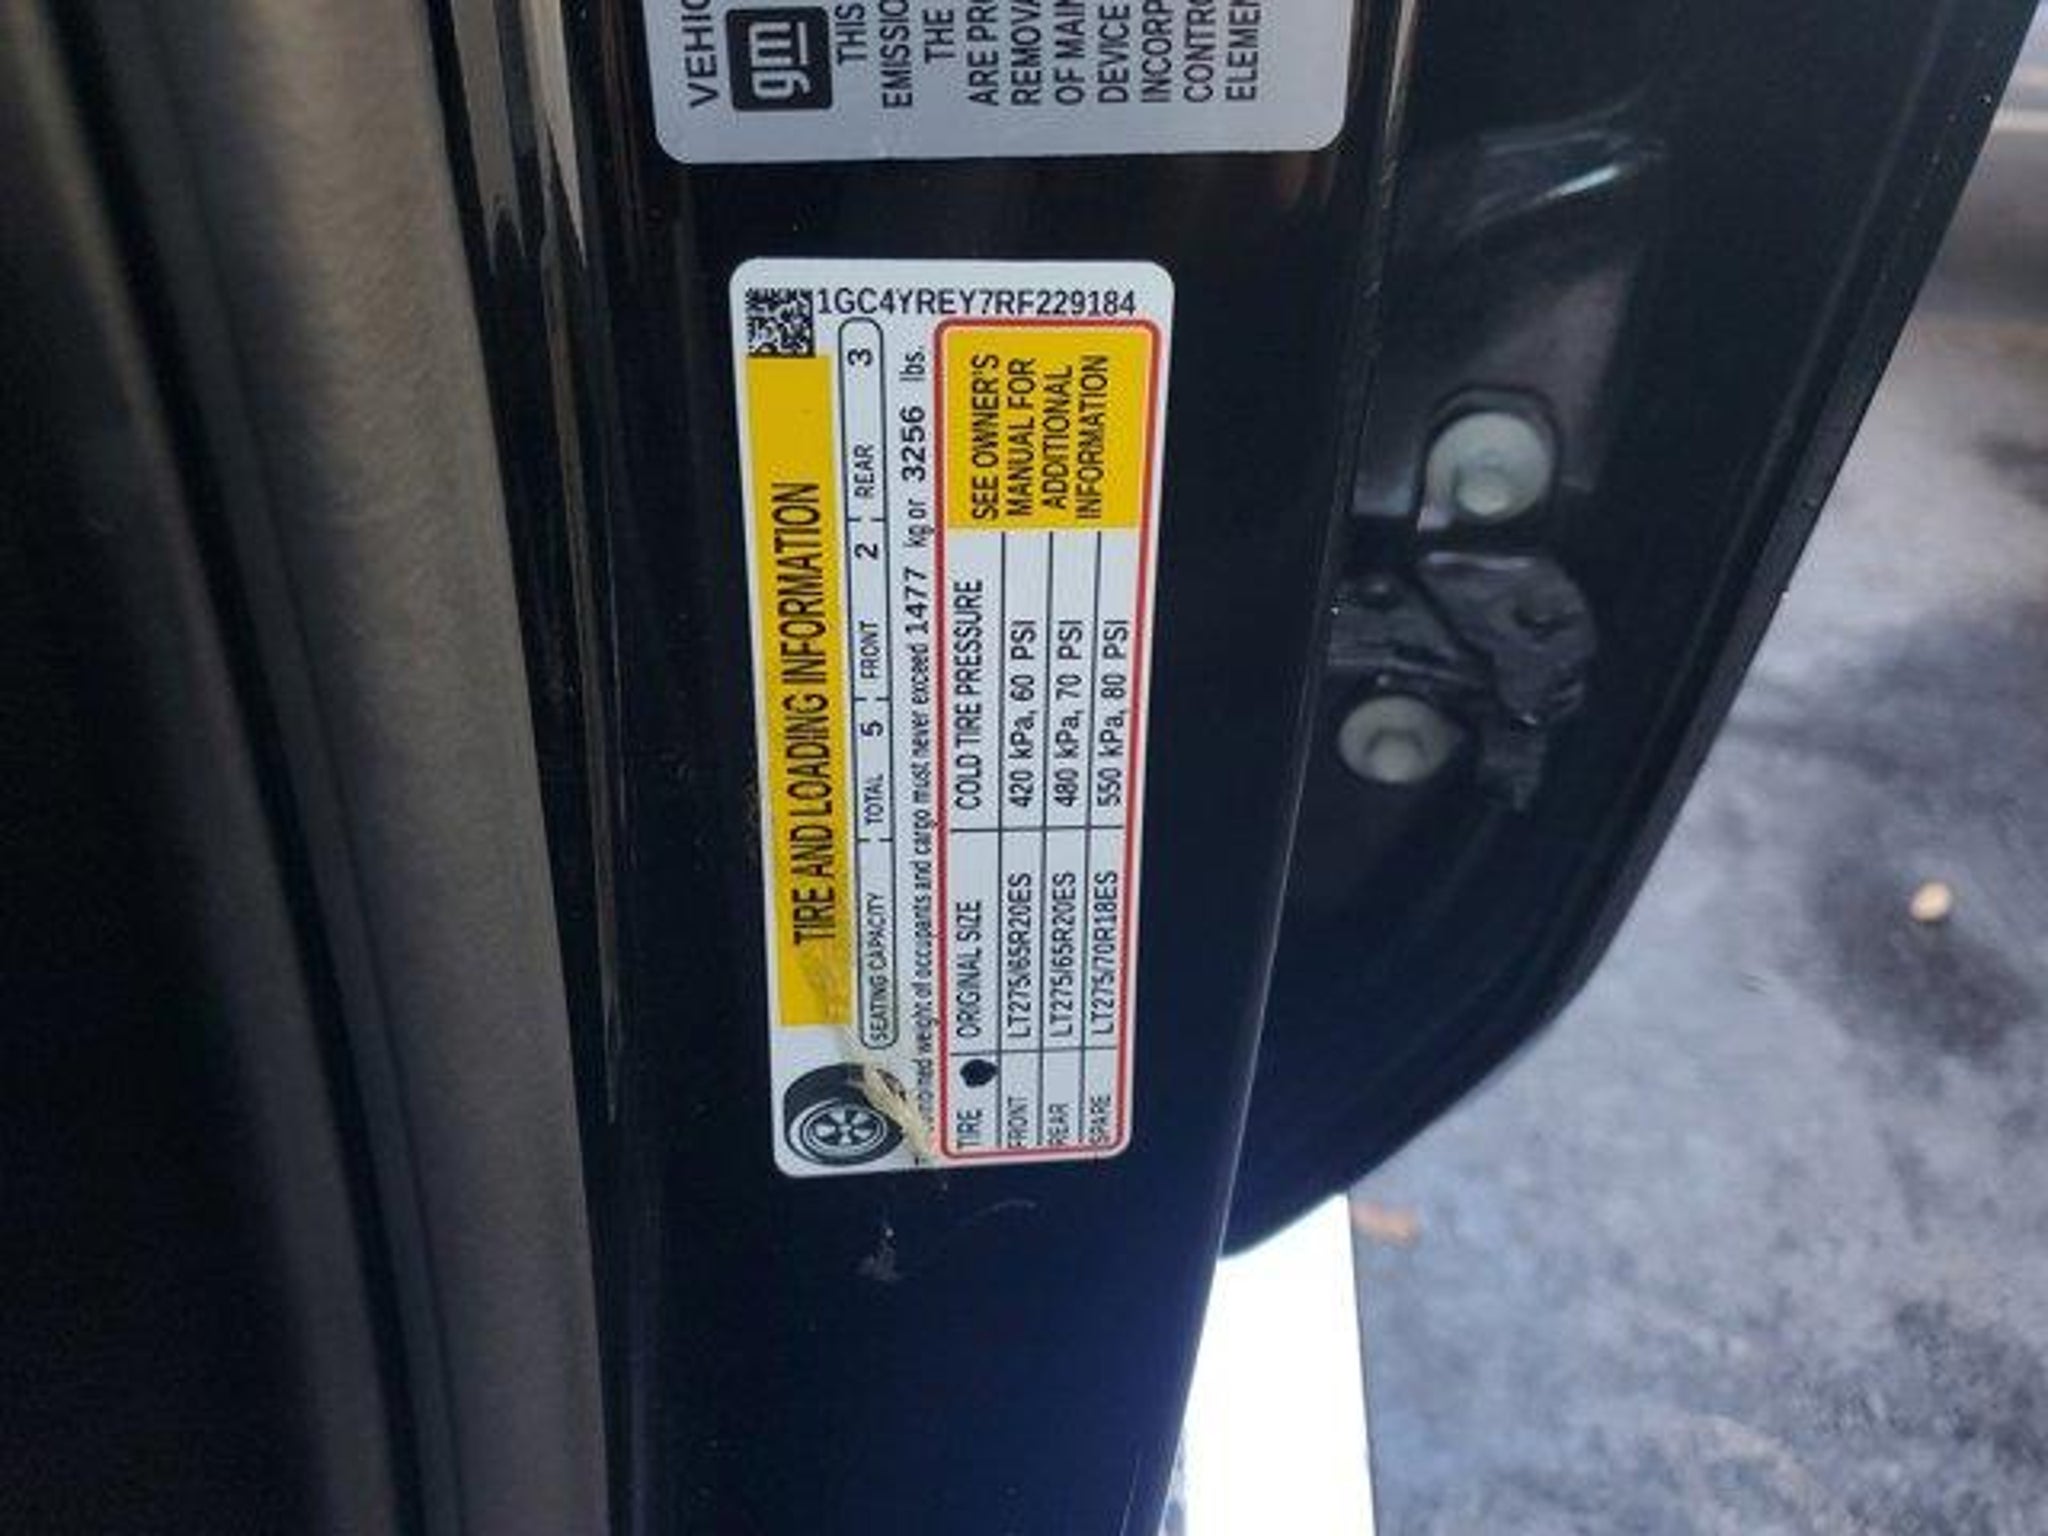 VEHIC
gm
THIS
EMISSIO
THE
ARE PRO
REMOVA
OF MAIN
DEVICE
INCORP
CONTRO
ELEMEN
1GC4YREY7RF229184
TIRE AND LOADING INFORMATION
SEATING CAPACITY TOTAL 5 FRONT 2 REAR 3
weight of occupants and cargo must never exceed 1477 kg or 3256 lbs.
TIRE ORIGINAL SIZE COLD TIRE PRESSURE
FRONT LT275/65R20ES 420 kPa, 60 PSI
REAR LT275/65R20ES 480 kPa, 70 PSI
SPARE LT275/70R18ES 550 kPa, 80 PSI
SEE OWNER'S
MANUAL FOR
ADDITIONAL
INFORMATION